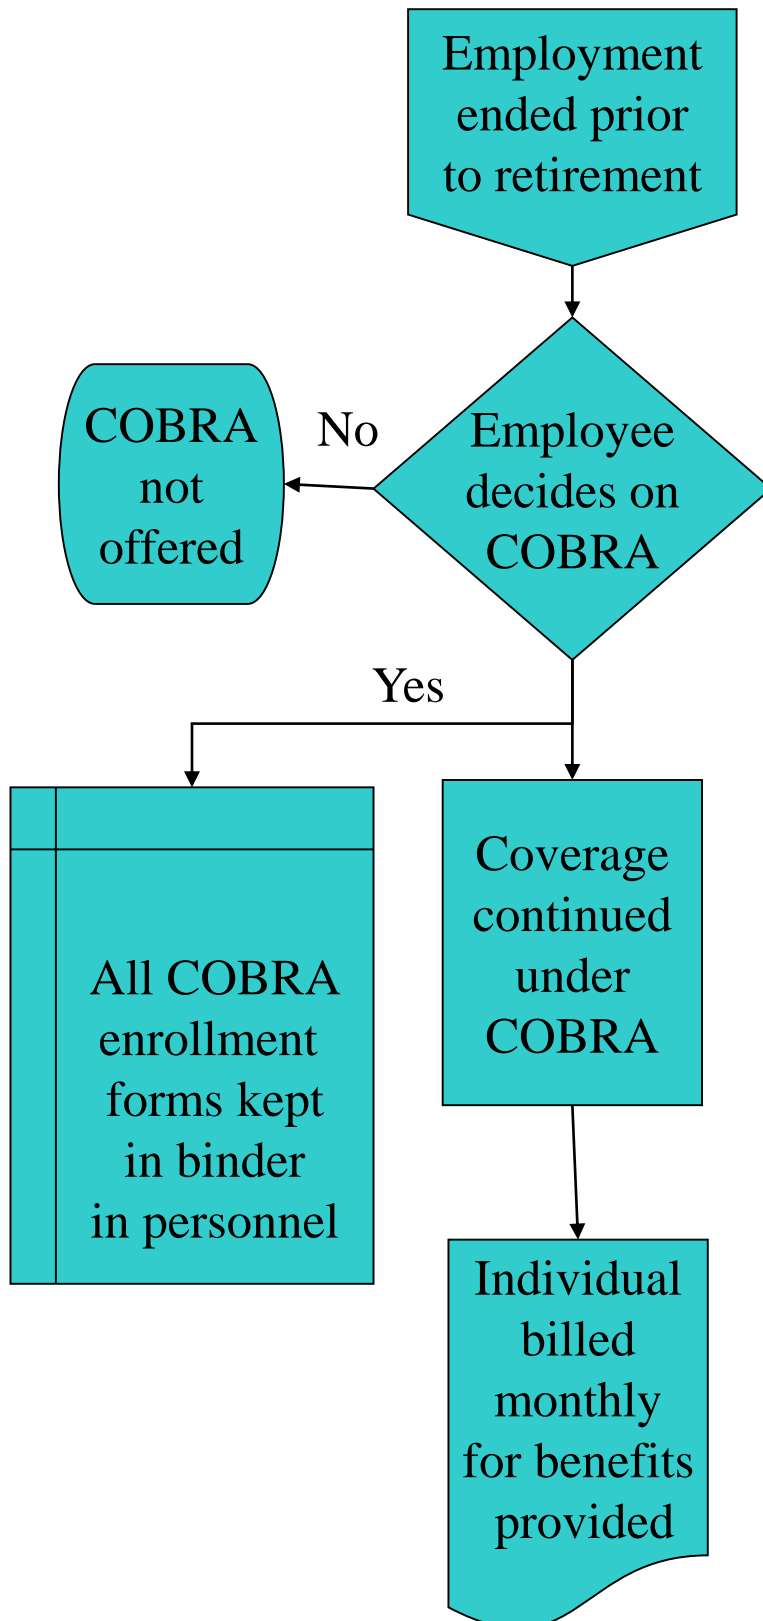 Employment
ended prior
to retirement
COBRA
not
offered
No
Employee
decides on
COBRA
Yes
All COBRA
enrollment
forms kept
in binder
in personnel
Coverage
continued
under
COBRA
Individual
billed
monthly
for benefits
provided